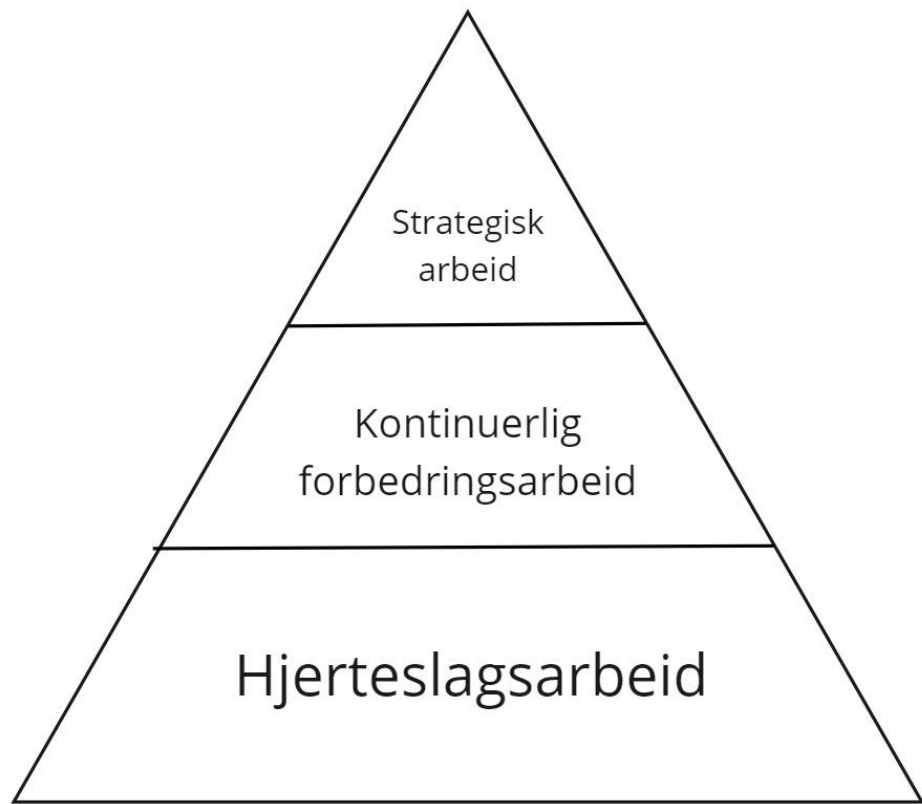 Strategisk
arbeid
Kontinuerlig
forbedringsarbeid
Hjerteslagsarbeid